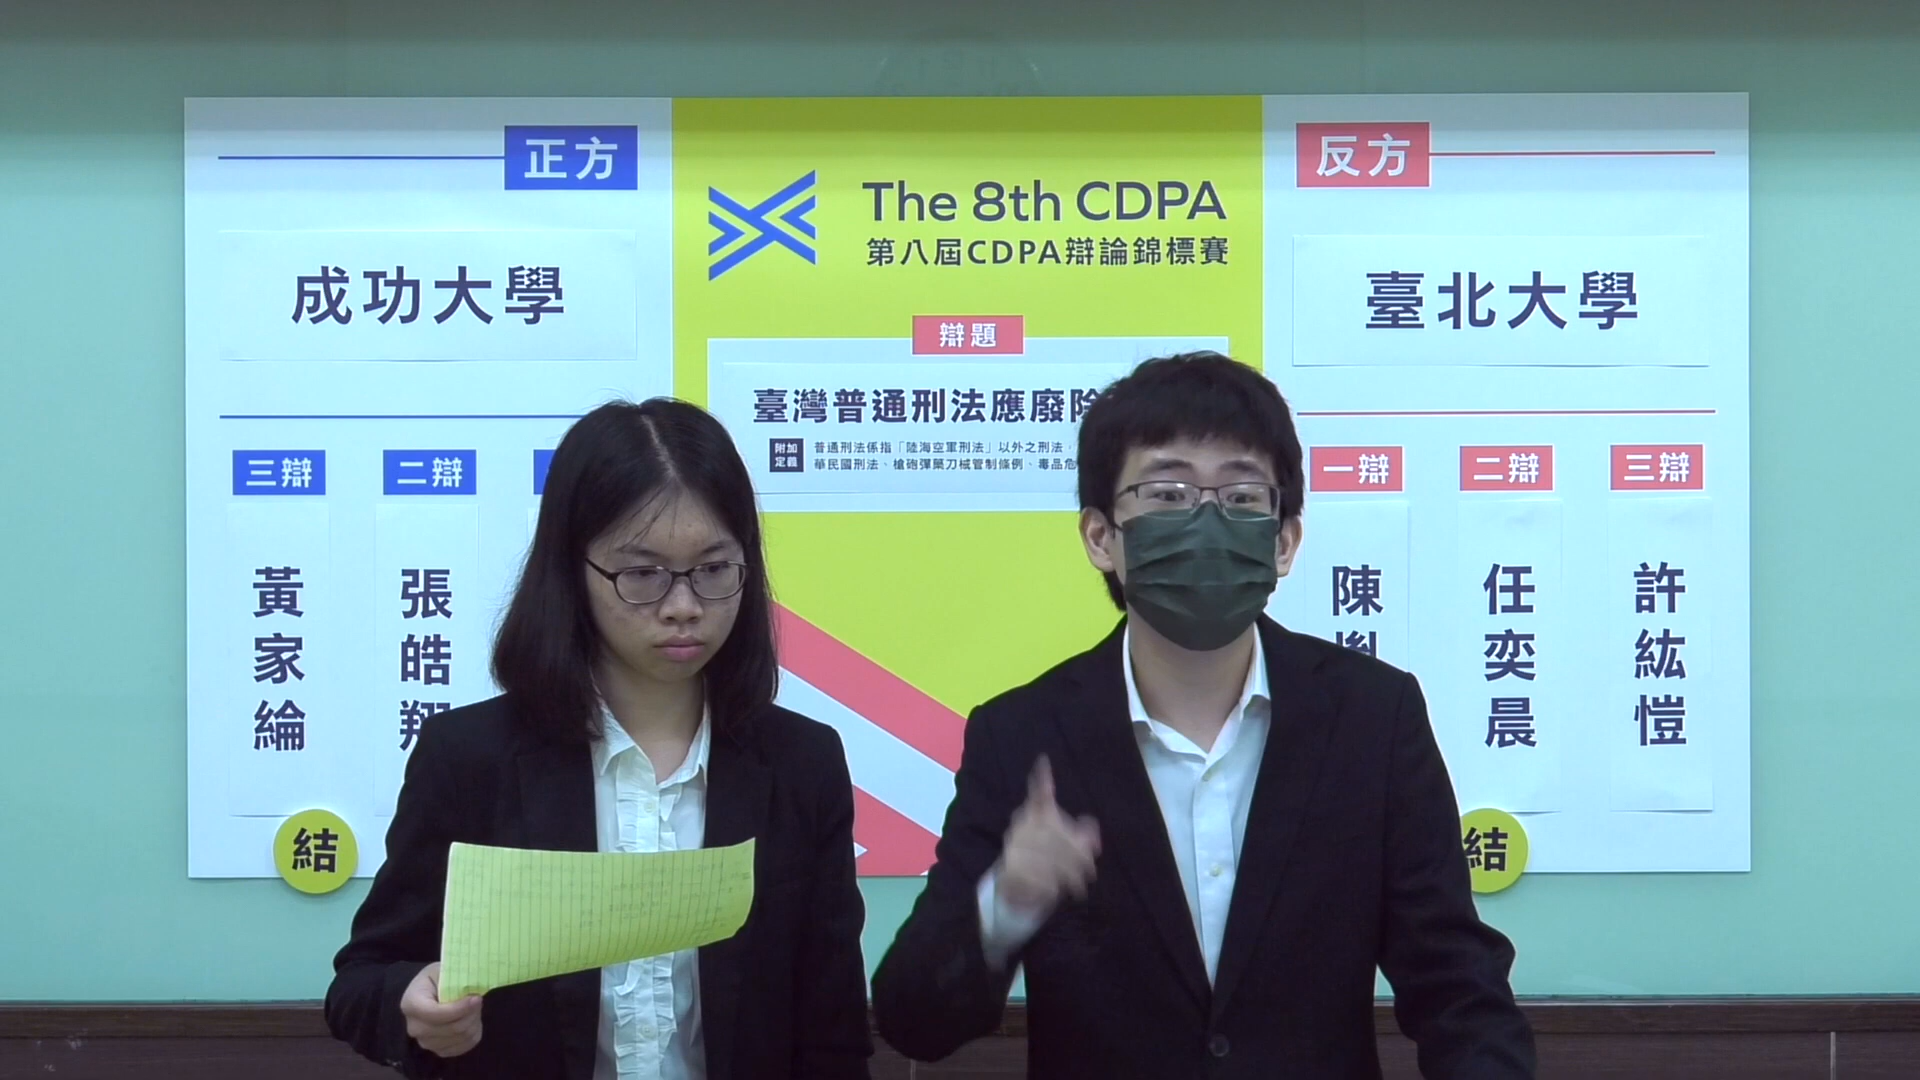 正方
成功大學
三辯
二辯
黃家綸
張皓翔
結
The 8th CDPA
第八屆CDPA辯論錦標賽
辯題
臺灣普通刑法應廢除
附加
定義
普通刑法係指「陸海空軍刑法」以外之刑法,
華民國刑法、槍砲彈藥刀械管制條例、毒品危
反方
臺北大學
一辯
二辯
三辯
陳
任奕晨
許紘愷
結